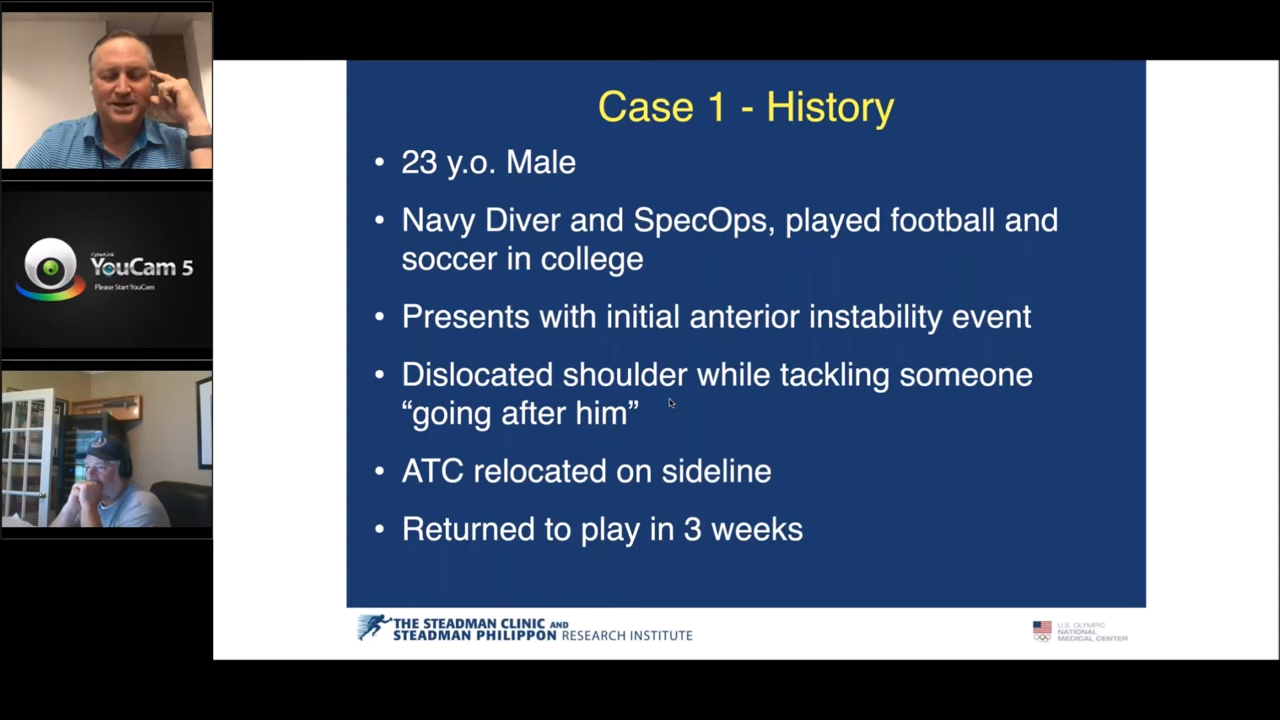 CyberLink
YouCam 5
Please Start YouCam
Case 1 - History
• 23 y.o. Male
• Navy Diver and SpecOps, played football and
soccer in college
• Presents with initial anterior instability event
• Dislocated shoulder while tackling someone
“going after him”
• ATC relocated on sideline
• Returned to play in 3 weeks
THE STEADMAN CLINIC AND
STEADMAN PHILIPPON RESEARCH INSTITUTE
U.S. OLYMPIC
NATIONAL
MEDICAL CENTER